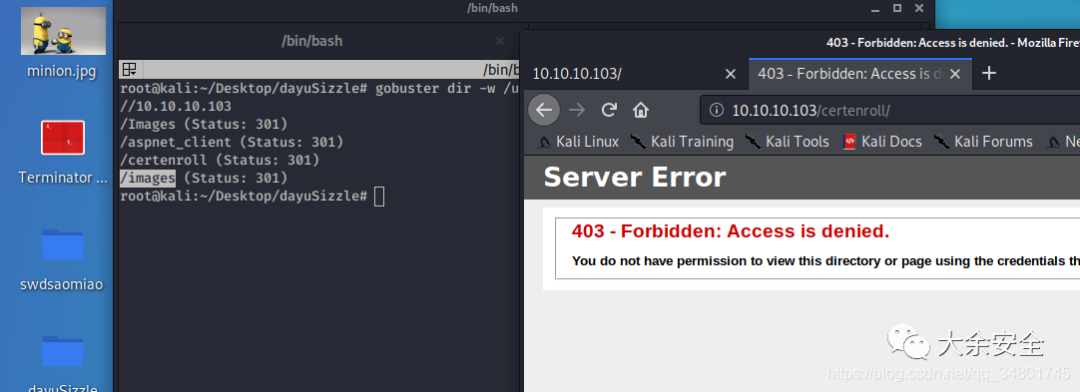 /bin/bash
/bin/bash
/bin/b
minion.jpg
Terminator ...
swdsaomiao
dayuSizzle
root@kali:~/Desktop/dayuSizzle# gobuster dir -w /u
//10.10.10.103
/Images (Status: 301)
/aspnet_client (Status: 301)
/certenroll (Status: 301)
/images (Status: 301)
root@kali:~/Desktop/dayuSizzle#
403 - Forbidden: Access is denied. - Mozilla Firef
10.10.10.103/
403 - Forbidden: Access is d
10.10.10.103/certenroll/
Kali Linux Kali Training Kali Tools Kali Docs Kali Forums Ne
Server Error
403 - Forbidden: Access is denied.
You do not have permission to view this directory or page using the credentials th
大余安全
https://blog.csdn.net/qq_34801745